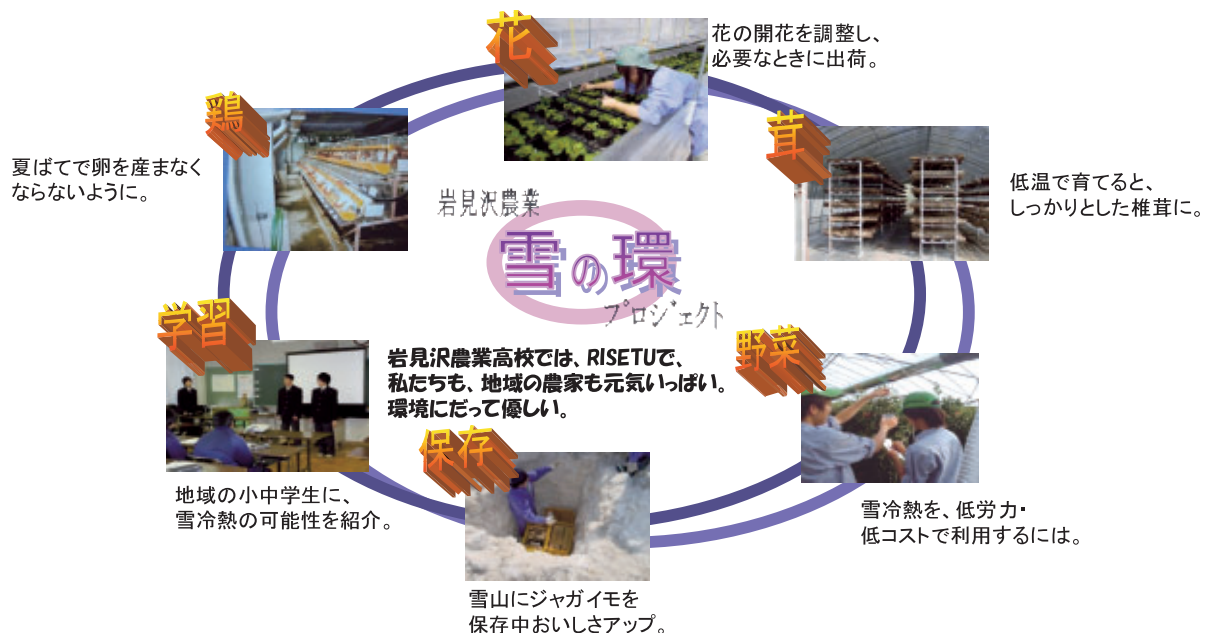 花
花の開花を調整し、
必要なときに出荷。
茸
低温で育てると、
しっかりとした椎茸に。
野菜
雪冷熱を、低労力・
低コストで利用するには。
保存
雪山にジャガイモを
保存中おいしさアップ。
学習
地域の小中学生に、
雪冷熱の可能性を紹介。
鶏
夏ばてで卵を産まなく
ならないように。
岩見沢農業
雪の環
プロジェクト
岩見沢農業高校では、RISETUで、
私たちも、地域の農家も元気いっぱい。
環境にだって優しい。